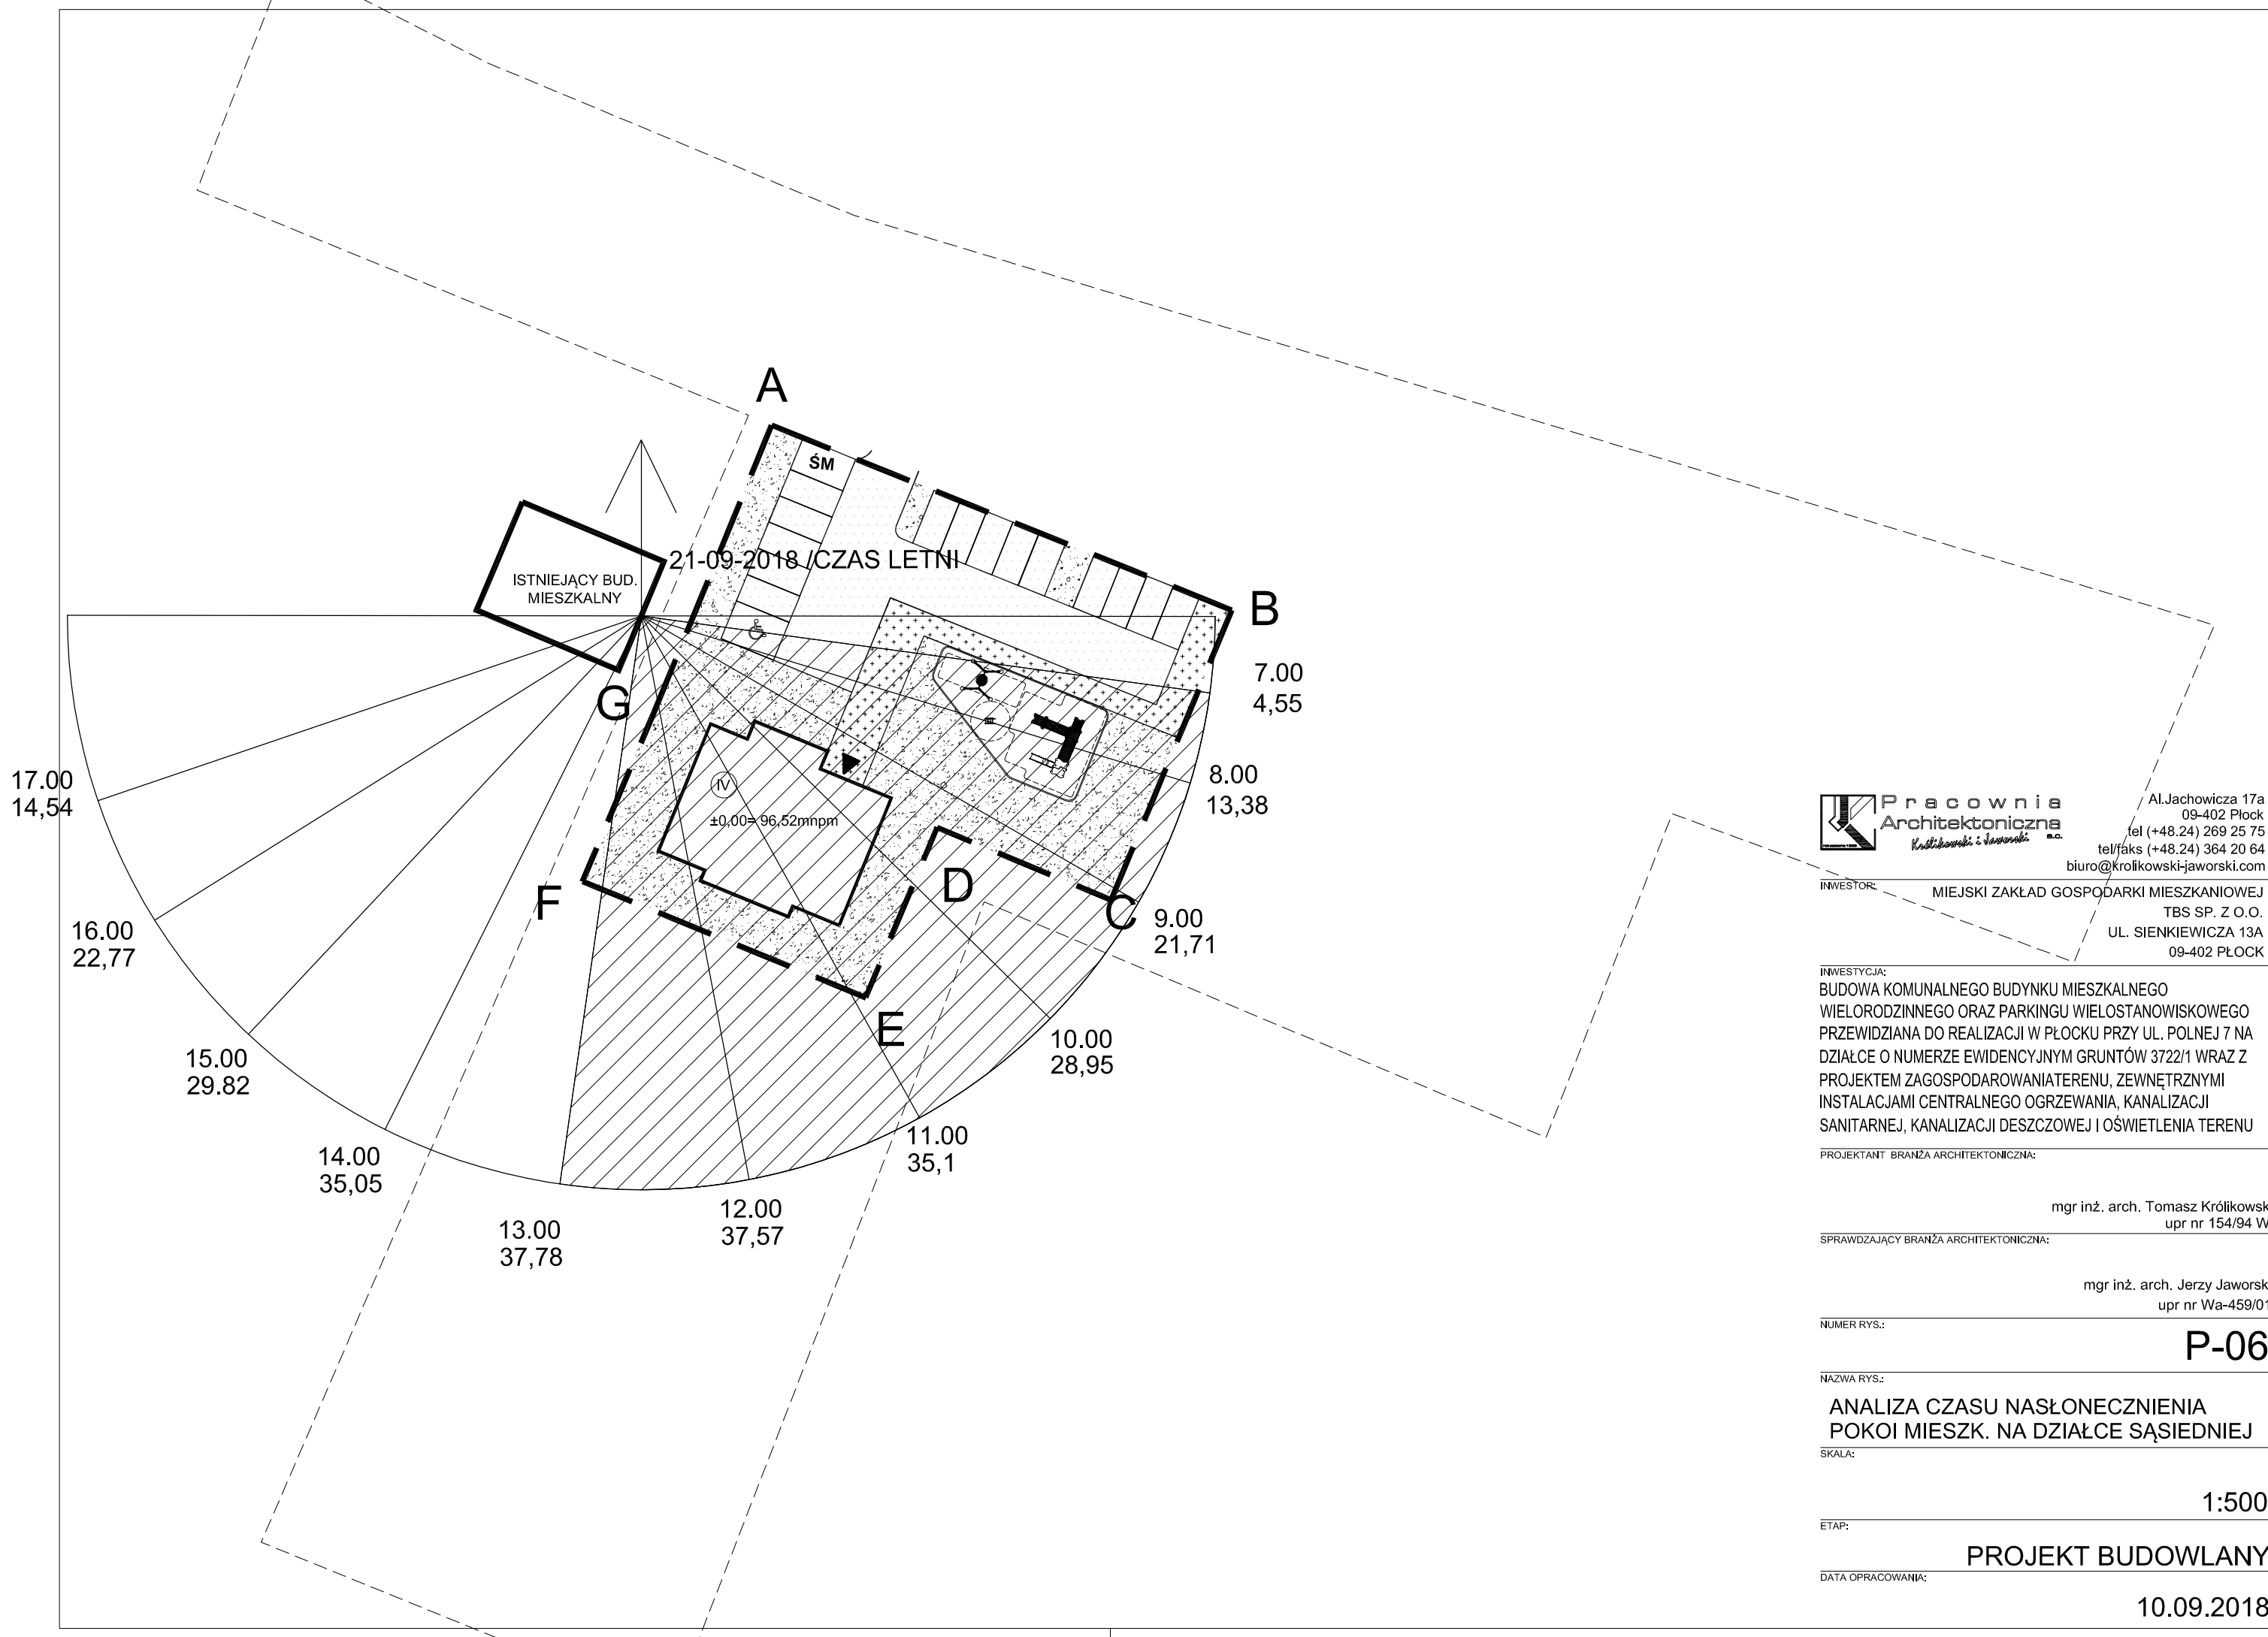 A
ŚM
21-09-2018 /CZAS LETNI
ISTNIEJĄCY BUD.
MIESZKALNY
B
G
7.00
4,55
8.00
13,38
IV
±0,00= 96,52mnpm
D
F
C
9.00
21,71
E
10.00
28,95
11.00
35,1
12.00
37,57
13.00
37,78
14.00
35,05
15.00
29.82
16.00
22,77
17.00
14,54
Pracownia
Architektoniczna
Królikowski i Jaworski s.c.
Al.Jachowicza 17a
09-402 Płock
tel (+48.24) 269 25 75
tel/faks (+48.24) 364 20 64
biuro@krolikowski-jaworski.com
INWESTOR:
MIEJSKI ZAKŁAD GOSPODARKI MIESZKANIOWEJ
TBS SP. Z O.O.
UL. SIENKIEWICZA 13A
09-402 PŁOCK
INWESTYCJA:
BUDOWA KOMUNALNEGO BUDYNKU MIESZKALNEGO
WIELORODZINNEGO ORAZ PARKINGU WIELOSTANOWISKOWEGO
PRZEWIDZIANA DO REALIZACJI W PŁOCKU PRZY UL. POLNEJ 7 NA
DZIAŁCE O NUMERZE EWIDENCYJNYM GRUNTÓW 3722/1 WRAZ Z
PROJEKTEM ZAGOSPODAROWANIATERENU, ZEWNĘTRZNYMI
INSTALACJAMI CENTRALNEGO OGRZEWANIA, KANALIZACJI
SANITARNEJ, KANALIZACJI DESZCZOWEJ I OŚWIETLENIA TERENU
PROJEKTANT BRANŻA ARCHITEKTONICZNA:
mgr inż. arch. Tomasz Królikowsk
upr nr 154/94 W
SPRAWDZAJĄCY BRANŻA ARCHITEKTONICZNA:
mgr inż. arch. Jerzy Jaworsk
upr nr Wa-459/01
NUMER RYS.:
P-06
NAZWA RYS.:
ANALIZA CZASU NASŁONECZNIENIA
POKOI MIESZK. NA DZIAŁCE SĄSIEDNIEJ
SKALA:
1:500
ETAP:
PROJEKT BUDOWLANY
DATA OPRACOWANIA:
10.09.2018